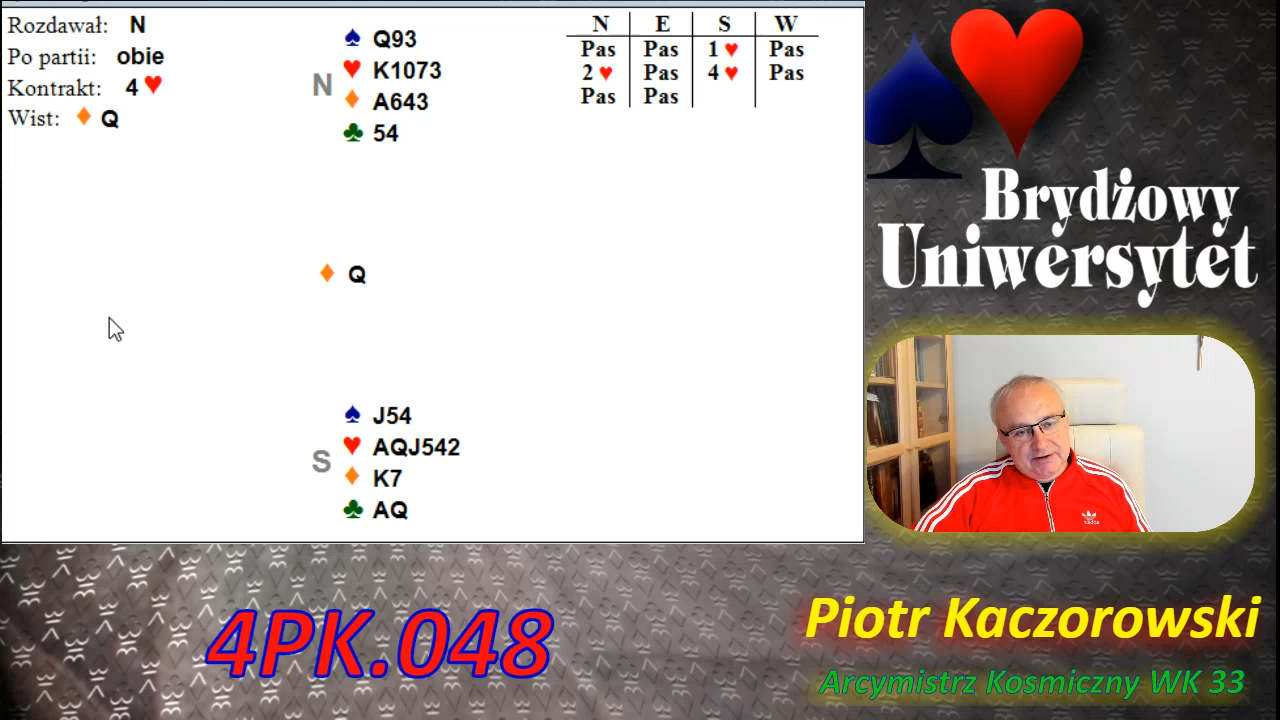 Rozdawał: N
Po partii: obie
Kontrakt: 4 ♥
Wist: ♦ Q
N
♠ Q93
♥ K1073
♦ A643
♣ 54
N E S W
Pas Pas 1 ♥ Pas
2 ♥ Pas 4 ♥ Pas
Pas Pas
♦ Q
S
♠ J54
♥ AQJ542
♦ K7
♣ AQ
Brydżowy
Uniwersytet
4PK.048
Piotr Kaczorowski
Arcymistrz Kosmiczny WK 33